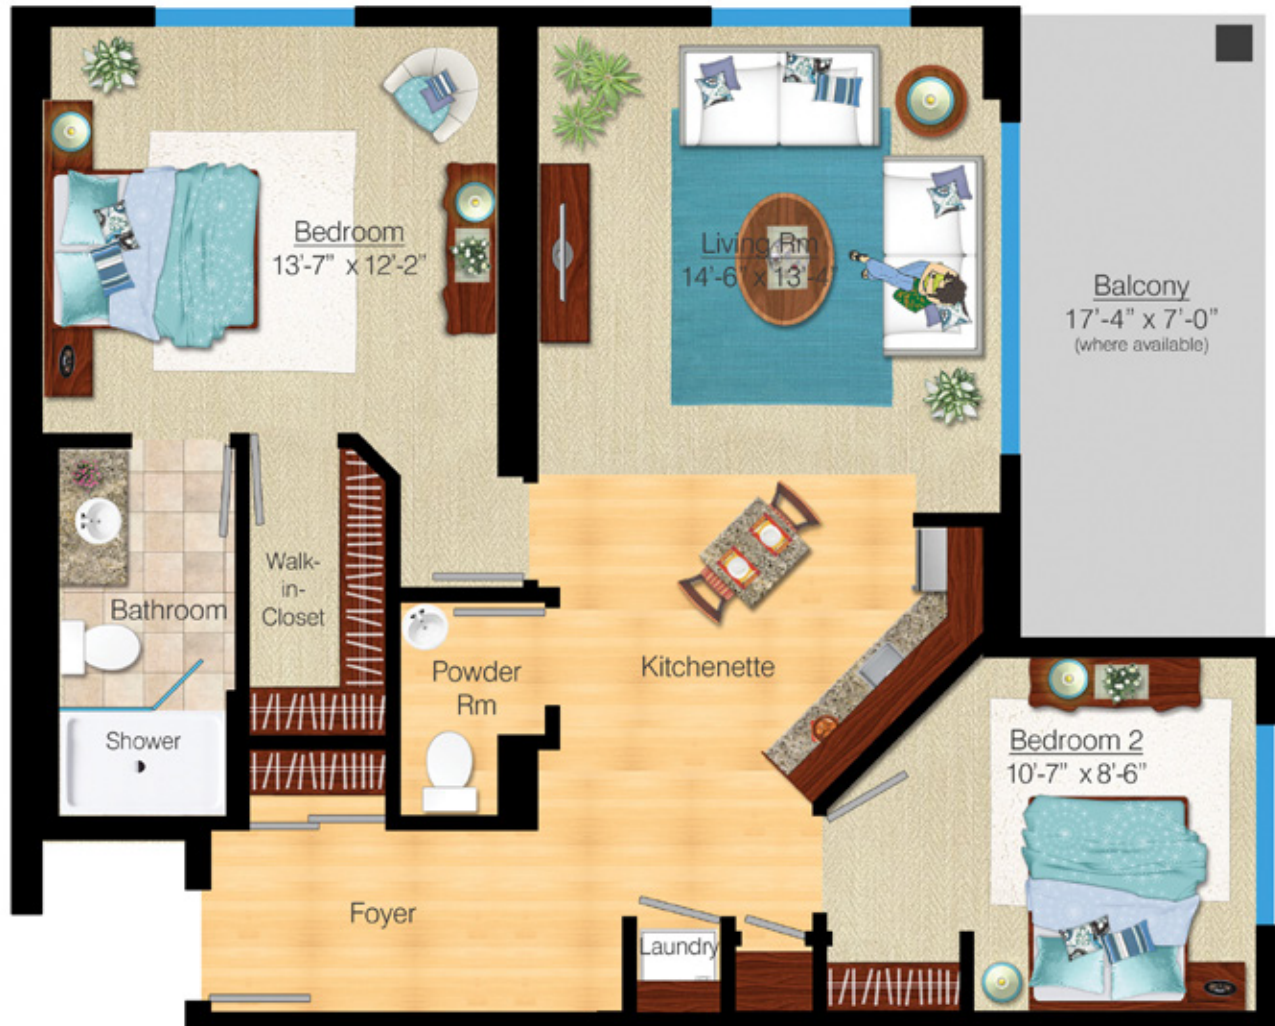 Bedroom
13'-7" x 12'-2"
Living Rm
14'-6" x 13'-4"
Balcony
17'-4" x 7'-0"
(where available)
Walk-
in-
Closet
Bathroom
Powder
Rm
Kitchenette
Shower
Bedroom 2
10'-7" x 8'-6"
Foyer
Laundry